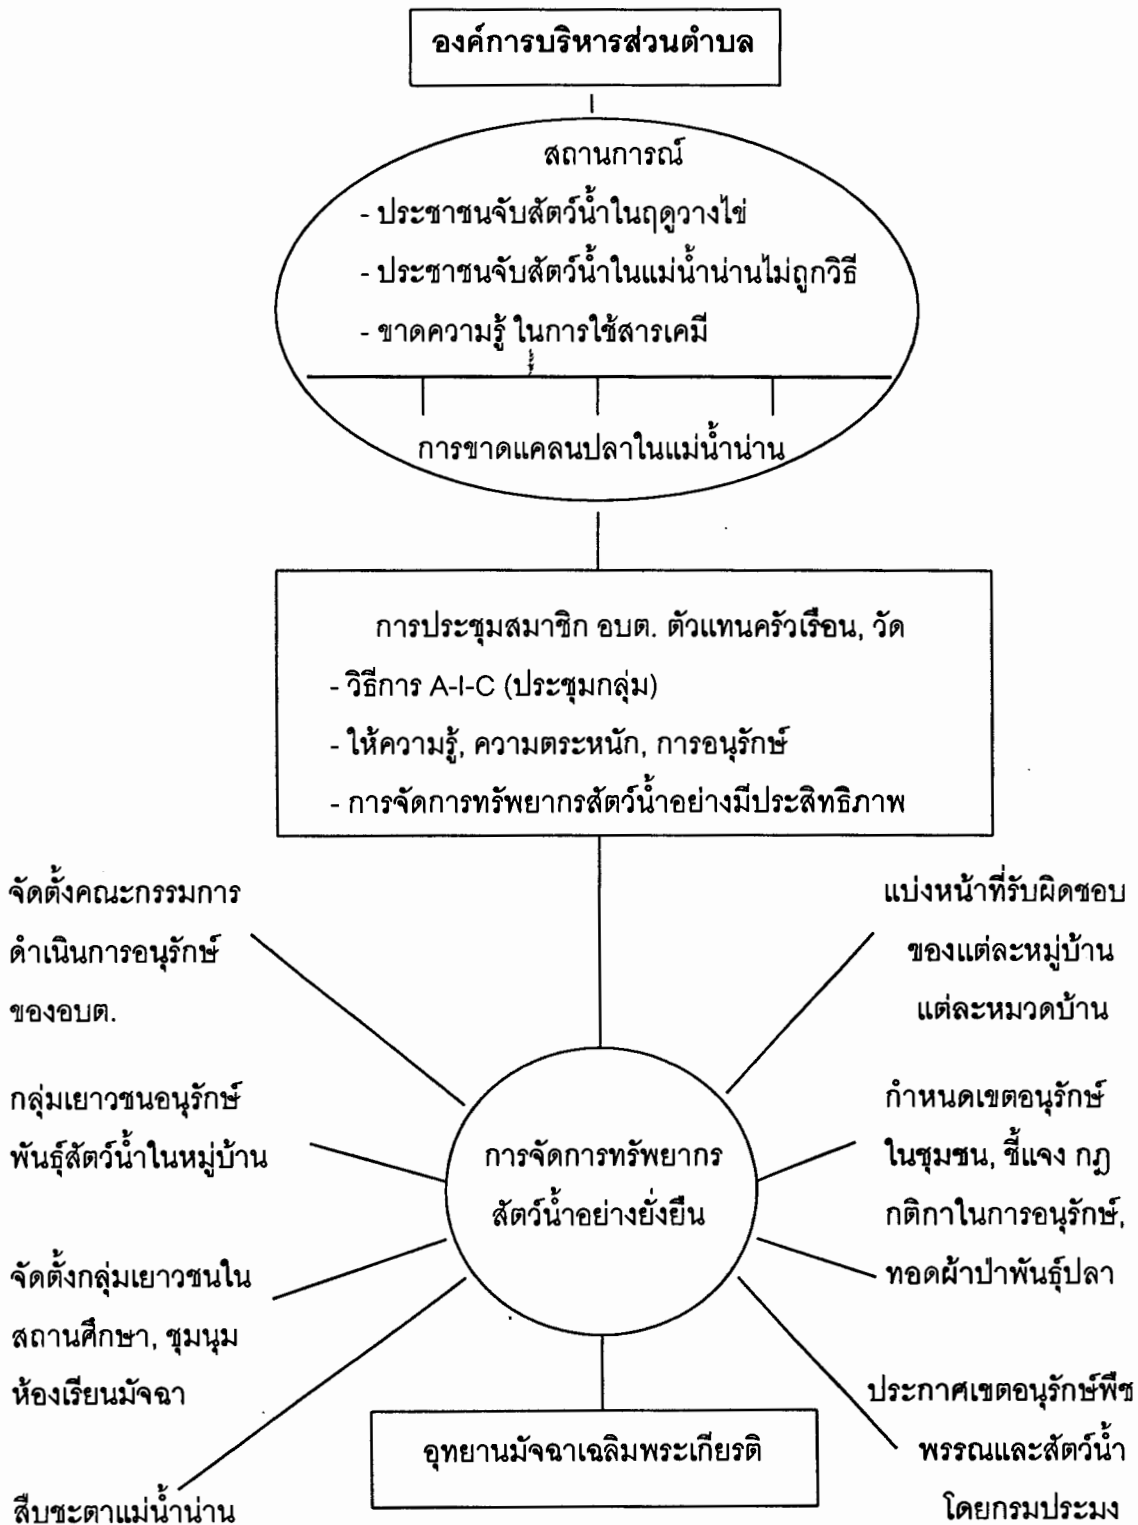 องค์การบริหารส่วนตำบล
สถานการณ์
- ประชาชนจับสัตว์น้ำในฤดูวางไข่
- ประชาชนจับสัตว์น้ำในแม่น้ำน่านไม่ถูกวิธี
- ขาดความรู้ ในการใช้สารเคมี
การขาดแคลนปลาในแม่น้ำน่าน
การประชุมสมาชิก อบต. ตัวแทนครัวเรือน, วัด
- วิธีการ A-I-C (ประชุมกลุ่ม)
- ให้ความรู้, ความตระหนัก, การอนุรักษ์
- การจัดการทรัพยากรสัตว์น้ำอย่างมีประสิทธิภาพ
จัดตั้งคณะกรรมการ
ดำเนินการอนุรักษ์
ของอบต.
กลุ่มเยาวชนอนุรักษ์
พันธุ์สัตว์น้ำในหมู่บ้าน
จัดตั้งกลุ่มเยาวชนใน
สถานศึกษา, ชุมนุม
ห้องเรียนมัจฉา
สืบชะตาแม่น้ำน่าน
การจัดการทรัพยากร
สัตว์น้ำอย่างยั่งยืน
แบ่งหน้าที่รับผิดชอบ
ของแต่ละหมู่บ้าน
แต่ละหมวดบ้าน
กำหนดเขตอนุรักษ์
ในชุมชน, ชี้แจง กฎ
กติกาในการอนุรักษ์,
ทอดผ้าป่าพันธุ์ปลา
ประกาศเขตอนุรักษ์พืช
พรรณและสัตว์น้ำ
โดยกรมประมง
อุทยานมัจฉาเฉลิมพระเกียรติ